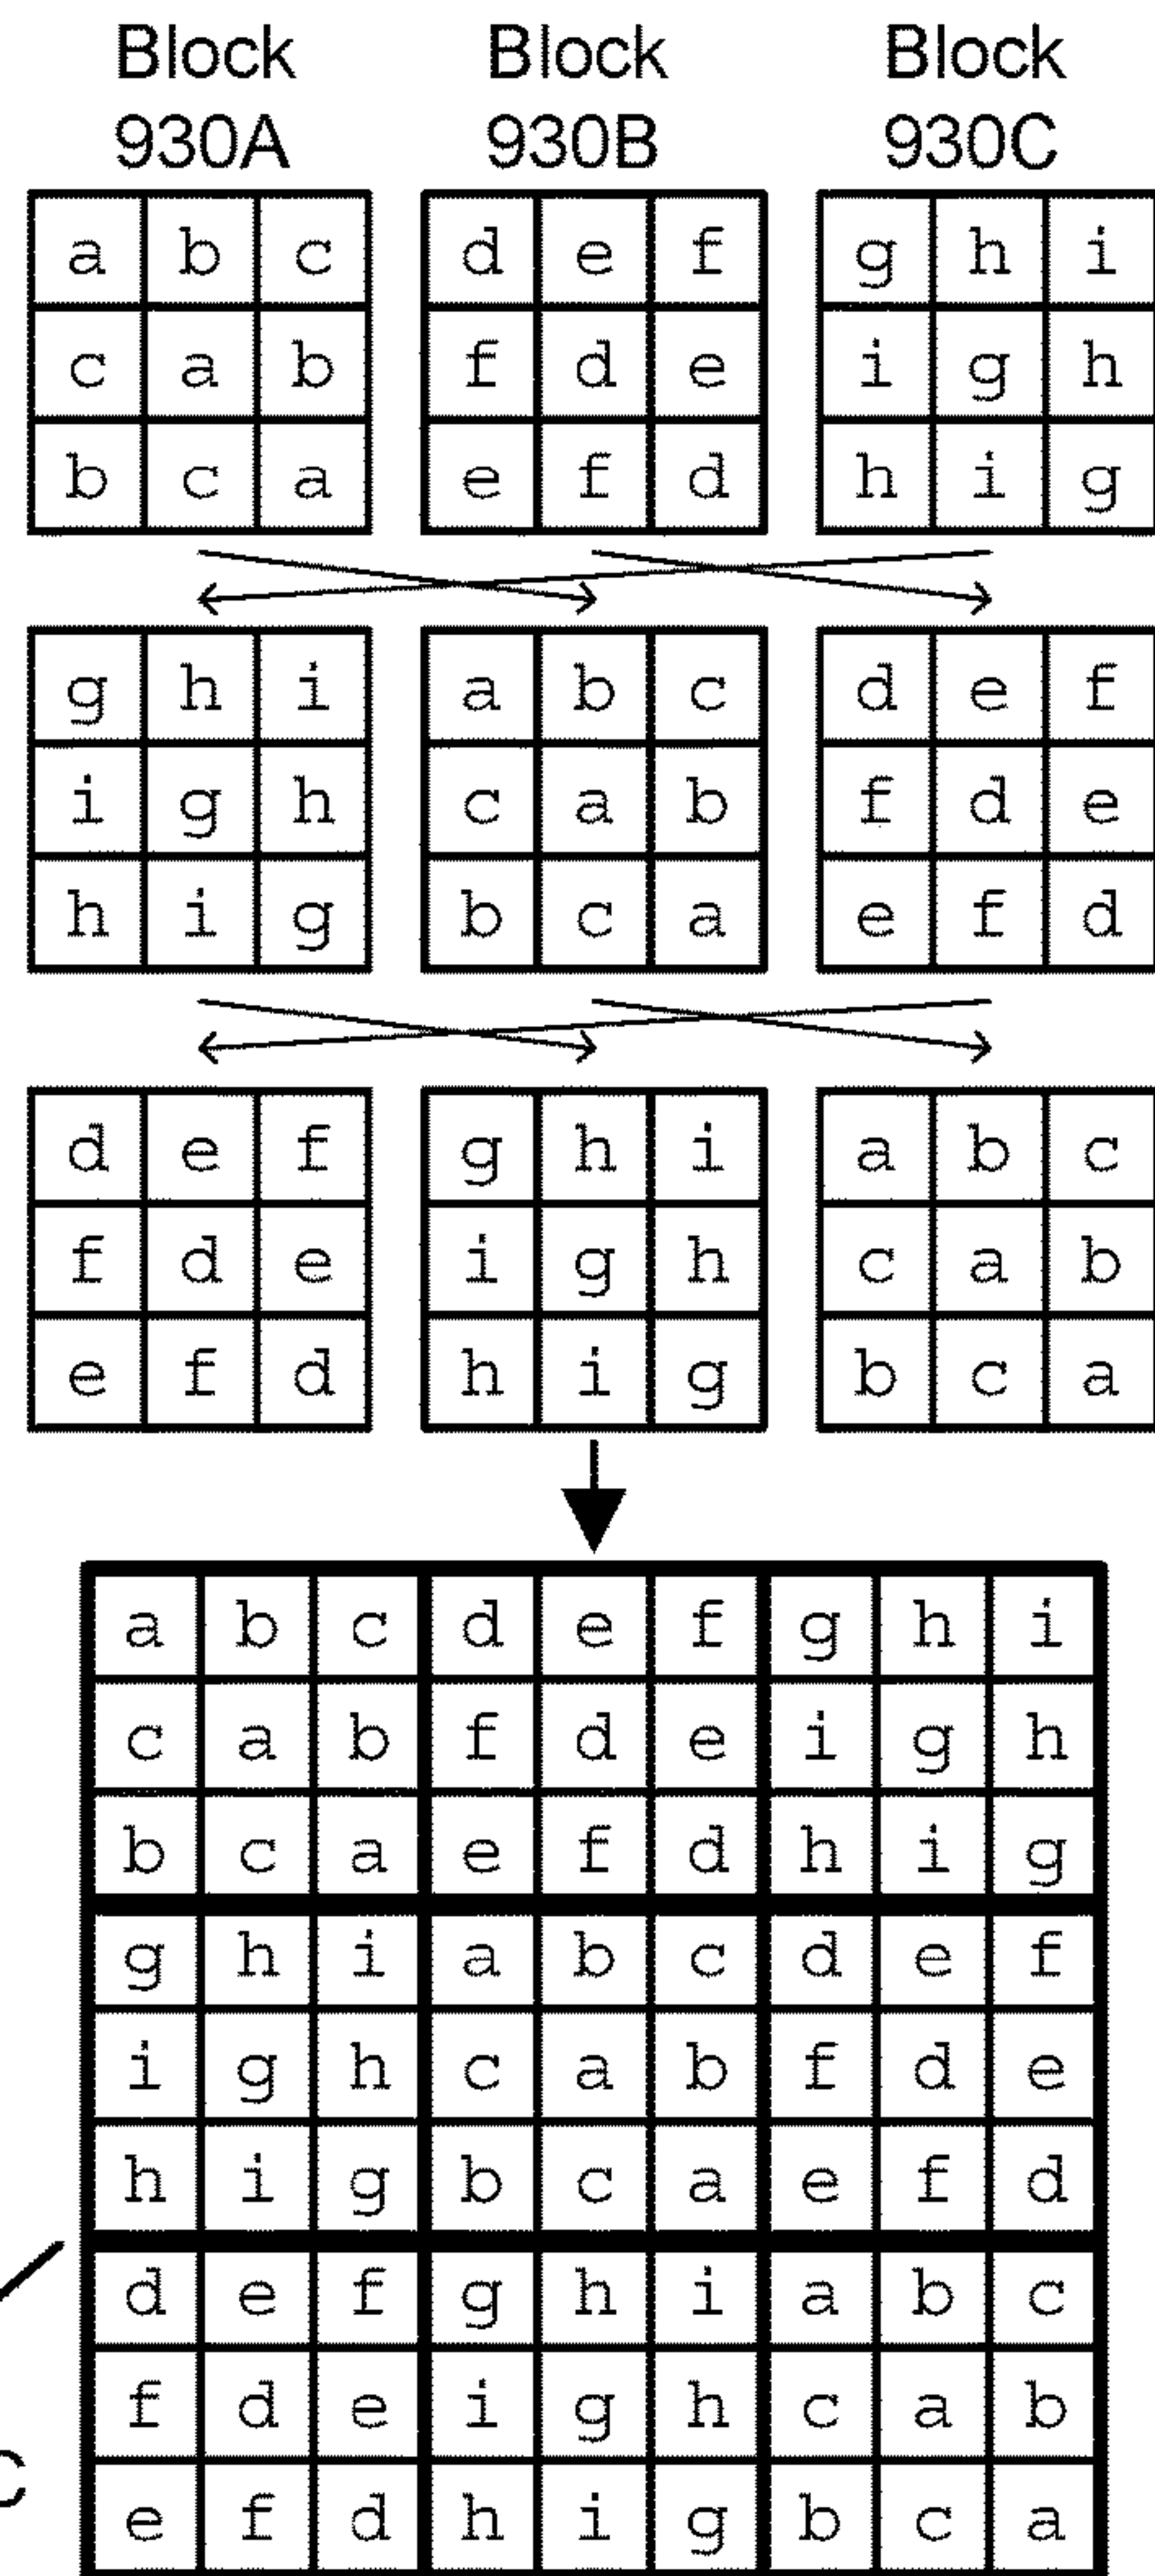 Block Block Block
930A 930B 930C
a b c d e f g h i
c a b f d e i g h
b c a e f d h i g
g h i a b c d e f
i g h c a b f d e
h i g b c a e f d
d e f g h i a b c
f d e i g h c a b
e f d h i g b c a
a b c d e f g h i
c a b f d e i g h
b c a e f d h i g
g h i a b c d e f
i g h c a b f d e
h i g b c a e f d
d e f g h i a b c
f d e i g h c a b
C
e f d h i g b c a